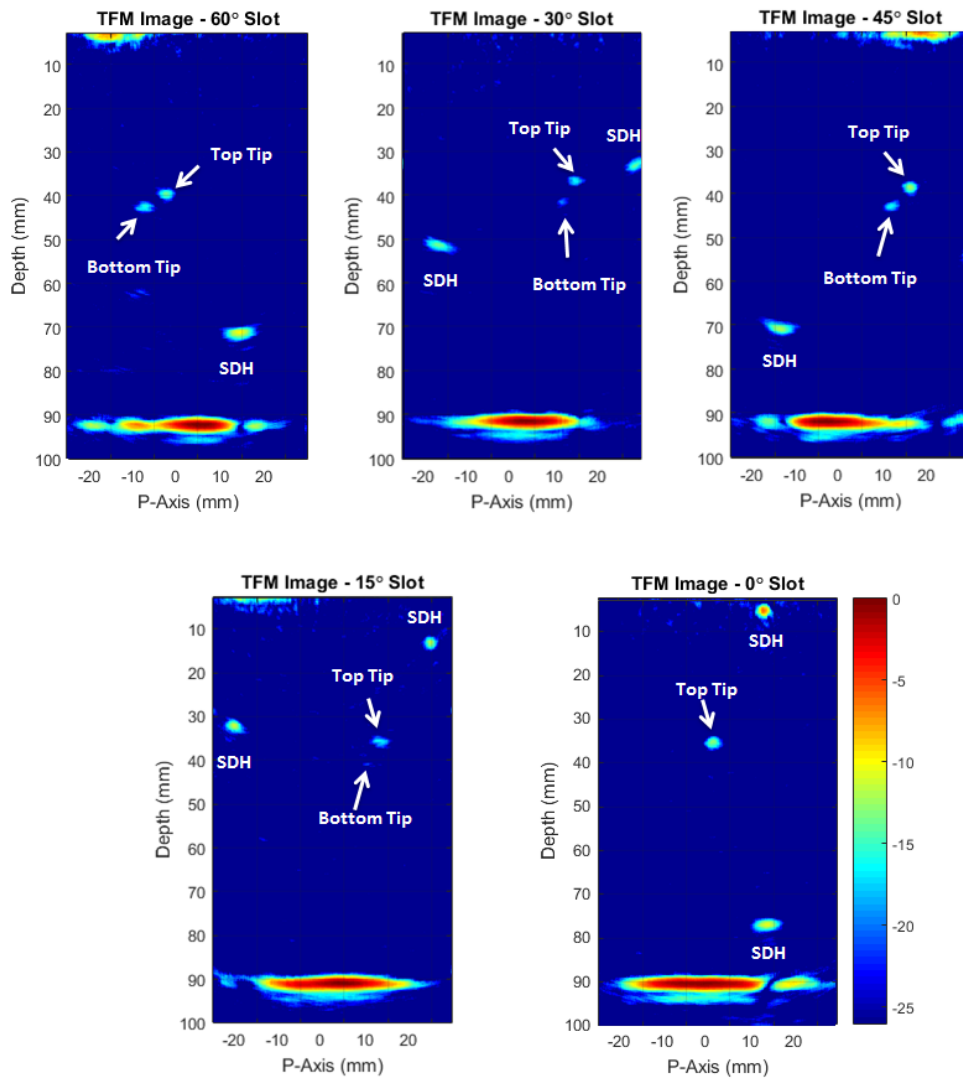 TFM Image - 60° Slot
10
20
30
40
50
60
70
80
90
100
Depth (mm)
Top Tip
Bottom Tip
SDH
-20 -10 0 10 20
P-Axis (mm)
TFM Image - 30° Slot
10
20
30
40
50
60
70
80
90
100
Depth (mm)
Top Tip
SDH
SDH
Bottom Tip
-20 -10 0 10 20
P-Axis (mm)
TFM Image - 45° Slot
10
20
30
40
50
60
70
80
90
100
Depth (mm)
Top Tip
Bottom Tip
SDH
-20 -10 0 10 20
P-Axis (mm)
TFM Image - 15° Slot
10
20
30
40
50
60
70
80
90
100
Depth (mm)
SDH
Top Tip
SDH
Bottom Tip
-20 -10 0 10 20
P-Axis (mm)
TFM Image - 0° Slot
10
20
30
40
50
60
70
80
90
100
Depth (mm)
SDH
Top Tip
SDH
-20 -10 0 10 20
P-Axis (mm)
0
-5
-10
-15
-20
-25